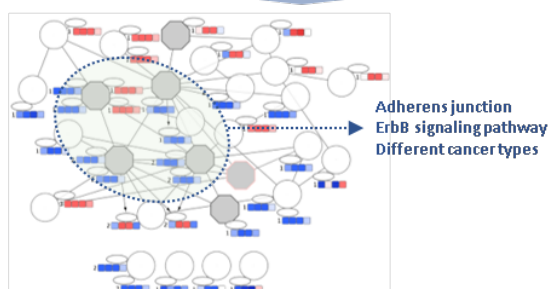 Adherens junction
ErbB signaling pathway
Different cancer types